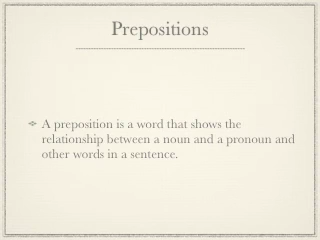 Prepositions
A preposition is a word that shows the
relationship between a noun and a pronoun and
other words in a sentence.